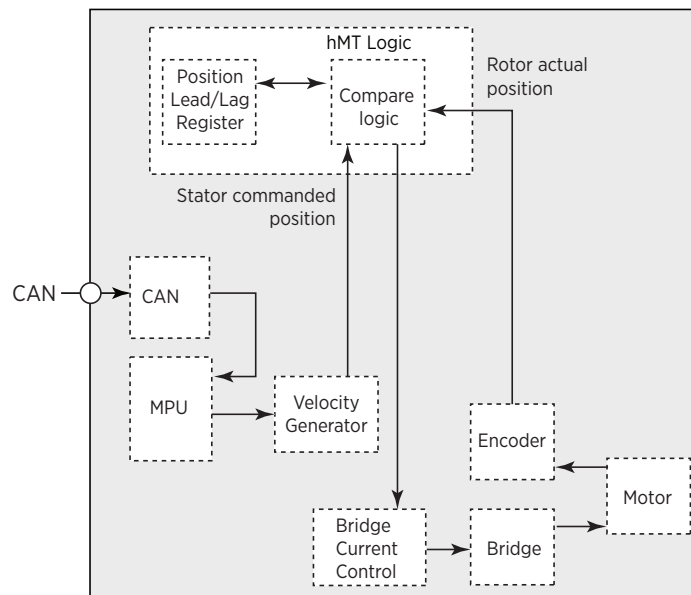 hMT Logic
Position
Lead/Lag
Register
Compare
logic
Rotor actual
position
Stator commanded
position
CAN
CAN
MPU
Velocity
Generator
Encoder
Motor
Bridge
Current
Control
Bridge